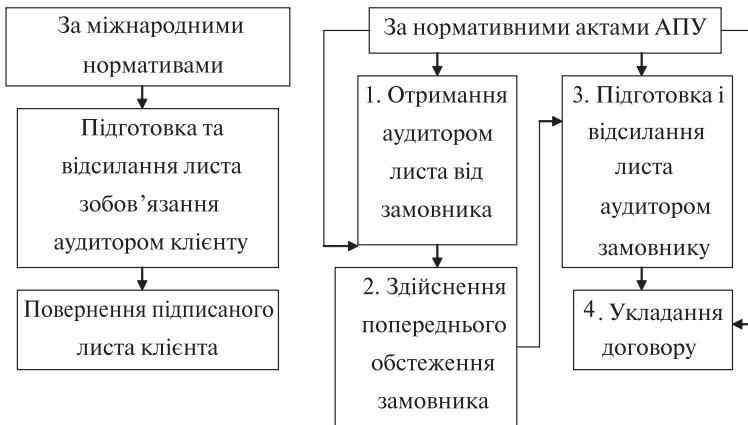 За міжнародними
нормативами
Підготовка та
відсилання листа
зобов’язання
аудитором клієнту
Повернення підписаного
листа клієнта
За нормативними актами АПУ
1. Отримання
аудитором
листа від
замовника
2. Здійснення
попереднього
обстеження
замовника
3. Підготовка і
відсилання
листа
аудитором
замовнику
4. Укладання
договору